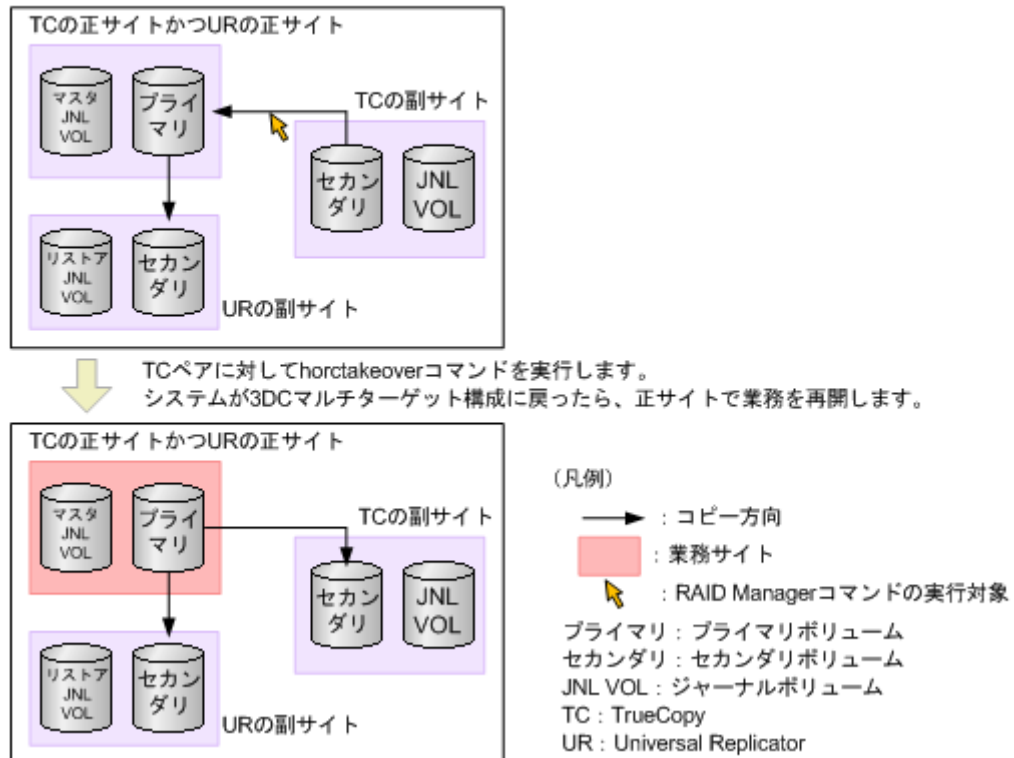 TCの正サイトかつURの正サイト
マスタ
JNL
VOL
プライ
マリ
TCの副サイト
セカン
ダリ
JNL
VOL
リストア
JNL
VOL
セカン
ダリ
URの副サイト
TCペアに対してhorctakeoverコマンドを実行します。
システムが3DCマルチターゲット構成に戻ったら、正サイトで業務を再開します。
TCの正サイトかつURの正サイト
マスタ
JNL
VOL
プライ
マリ
TCの副サイト
セカン
ダリ
JNL
VOL
リストア
JNL
VOL
セカン
ダリ
URの副サイト
（凡例）
：コピー方向
：業務サイト
：RAID Managerコマンドの実行対象
プライマリ：プライマリボリューム
セカンダリ：セカンダリボリューム
JNL VOL：ジャーナルボリューム
TC：TrueCopy
UR：Universal Replicator